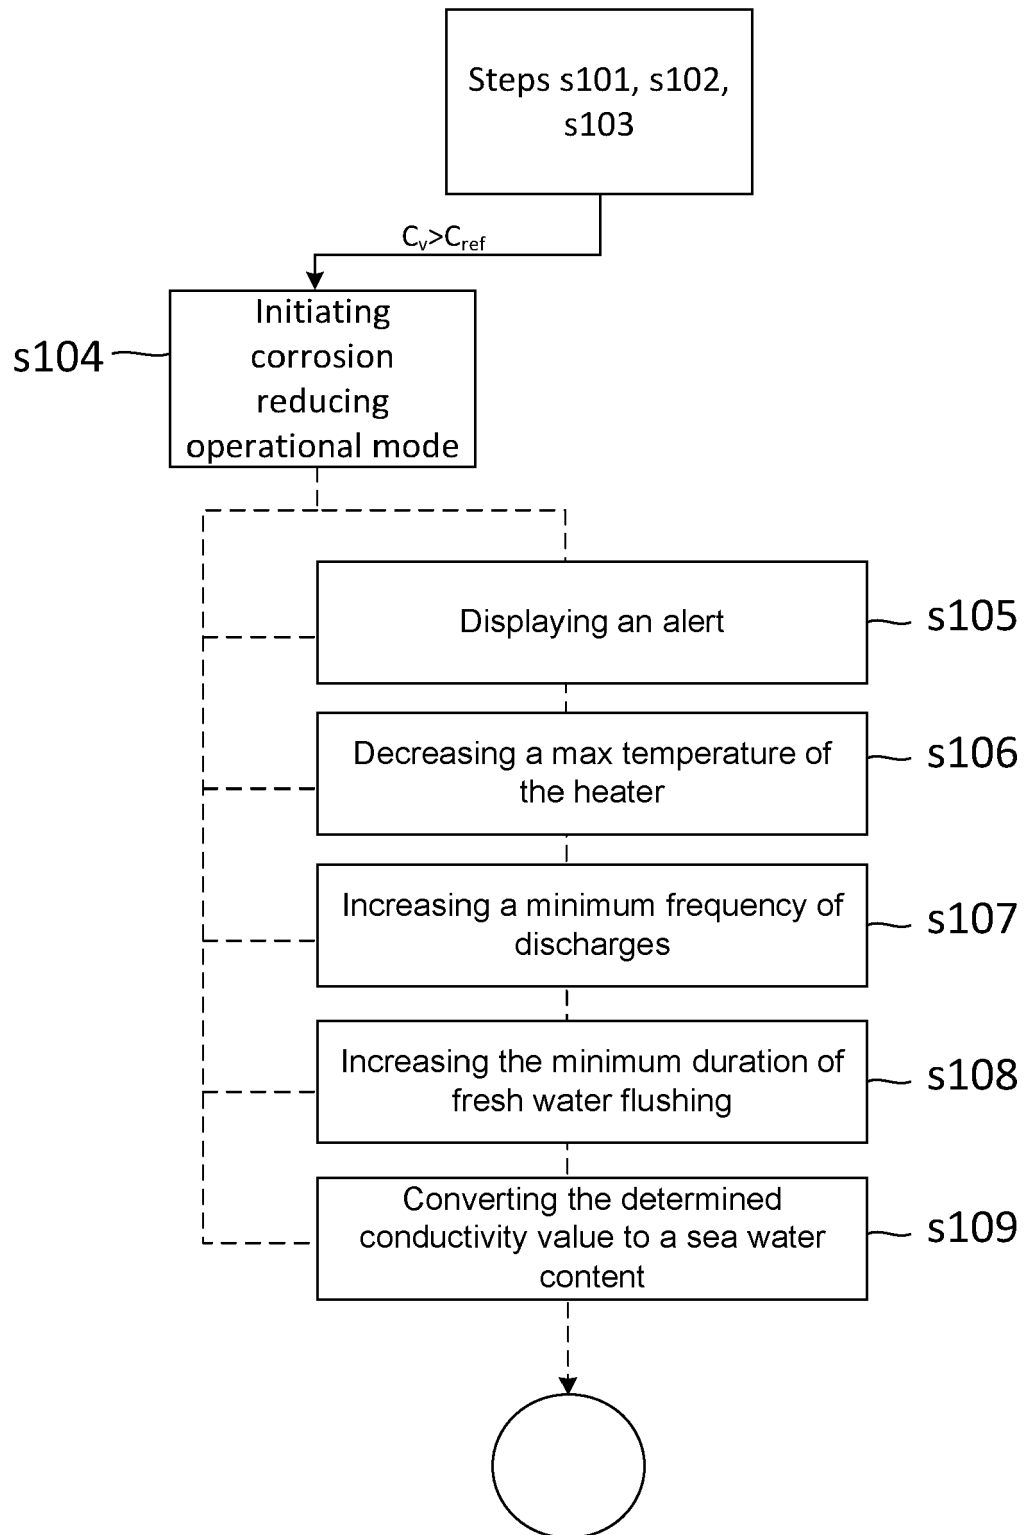 Steps s101, s102,
s103
Cv>Cref
Initiating
corrosion
reducing
operational mode
s104
Displaying an alert
s105
Decreasing a max temperature of
the heater
s106
Increasing a minimum frequency of
discharges
s107
Increasing the minimum duration of
fresh water flushing
s108
Converting the determined
conductivity value to a sea water
content
s109